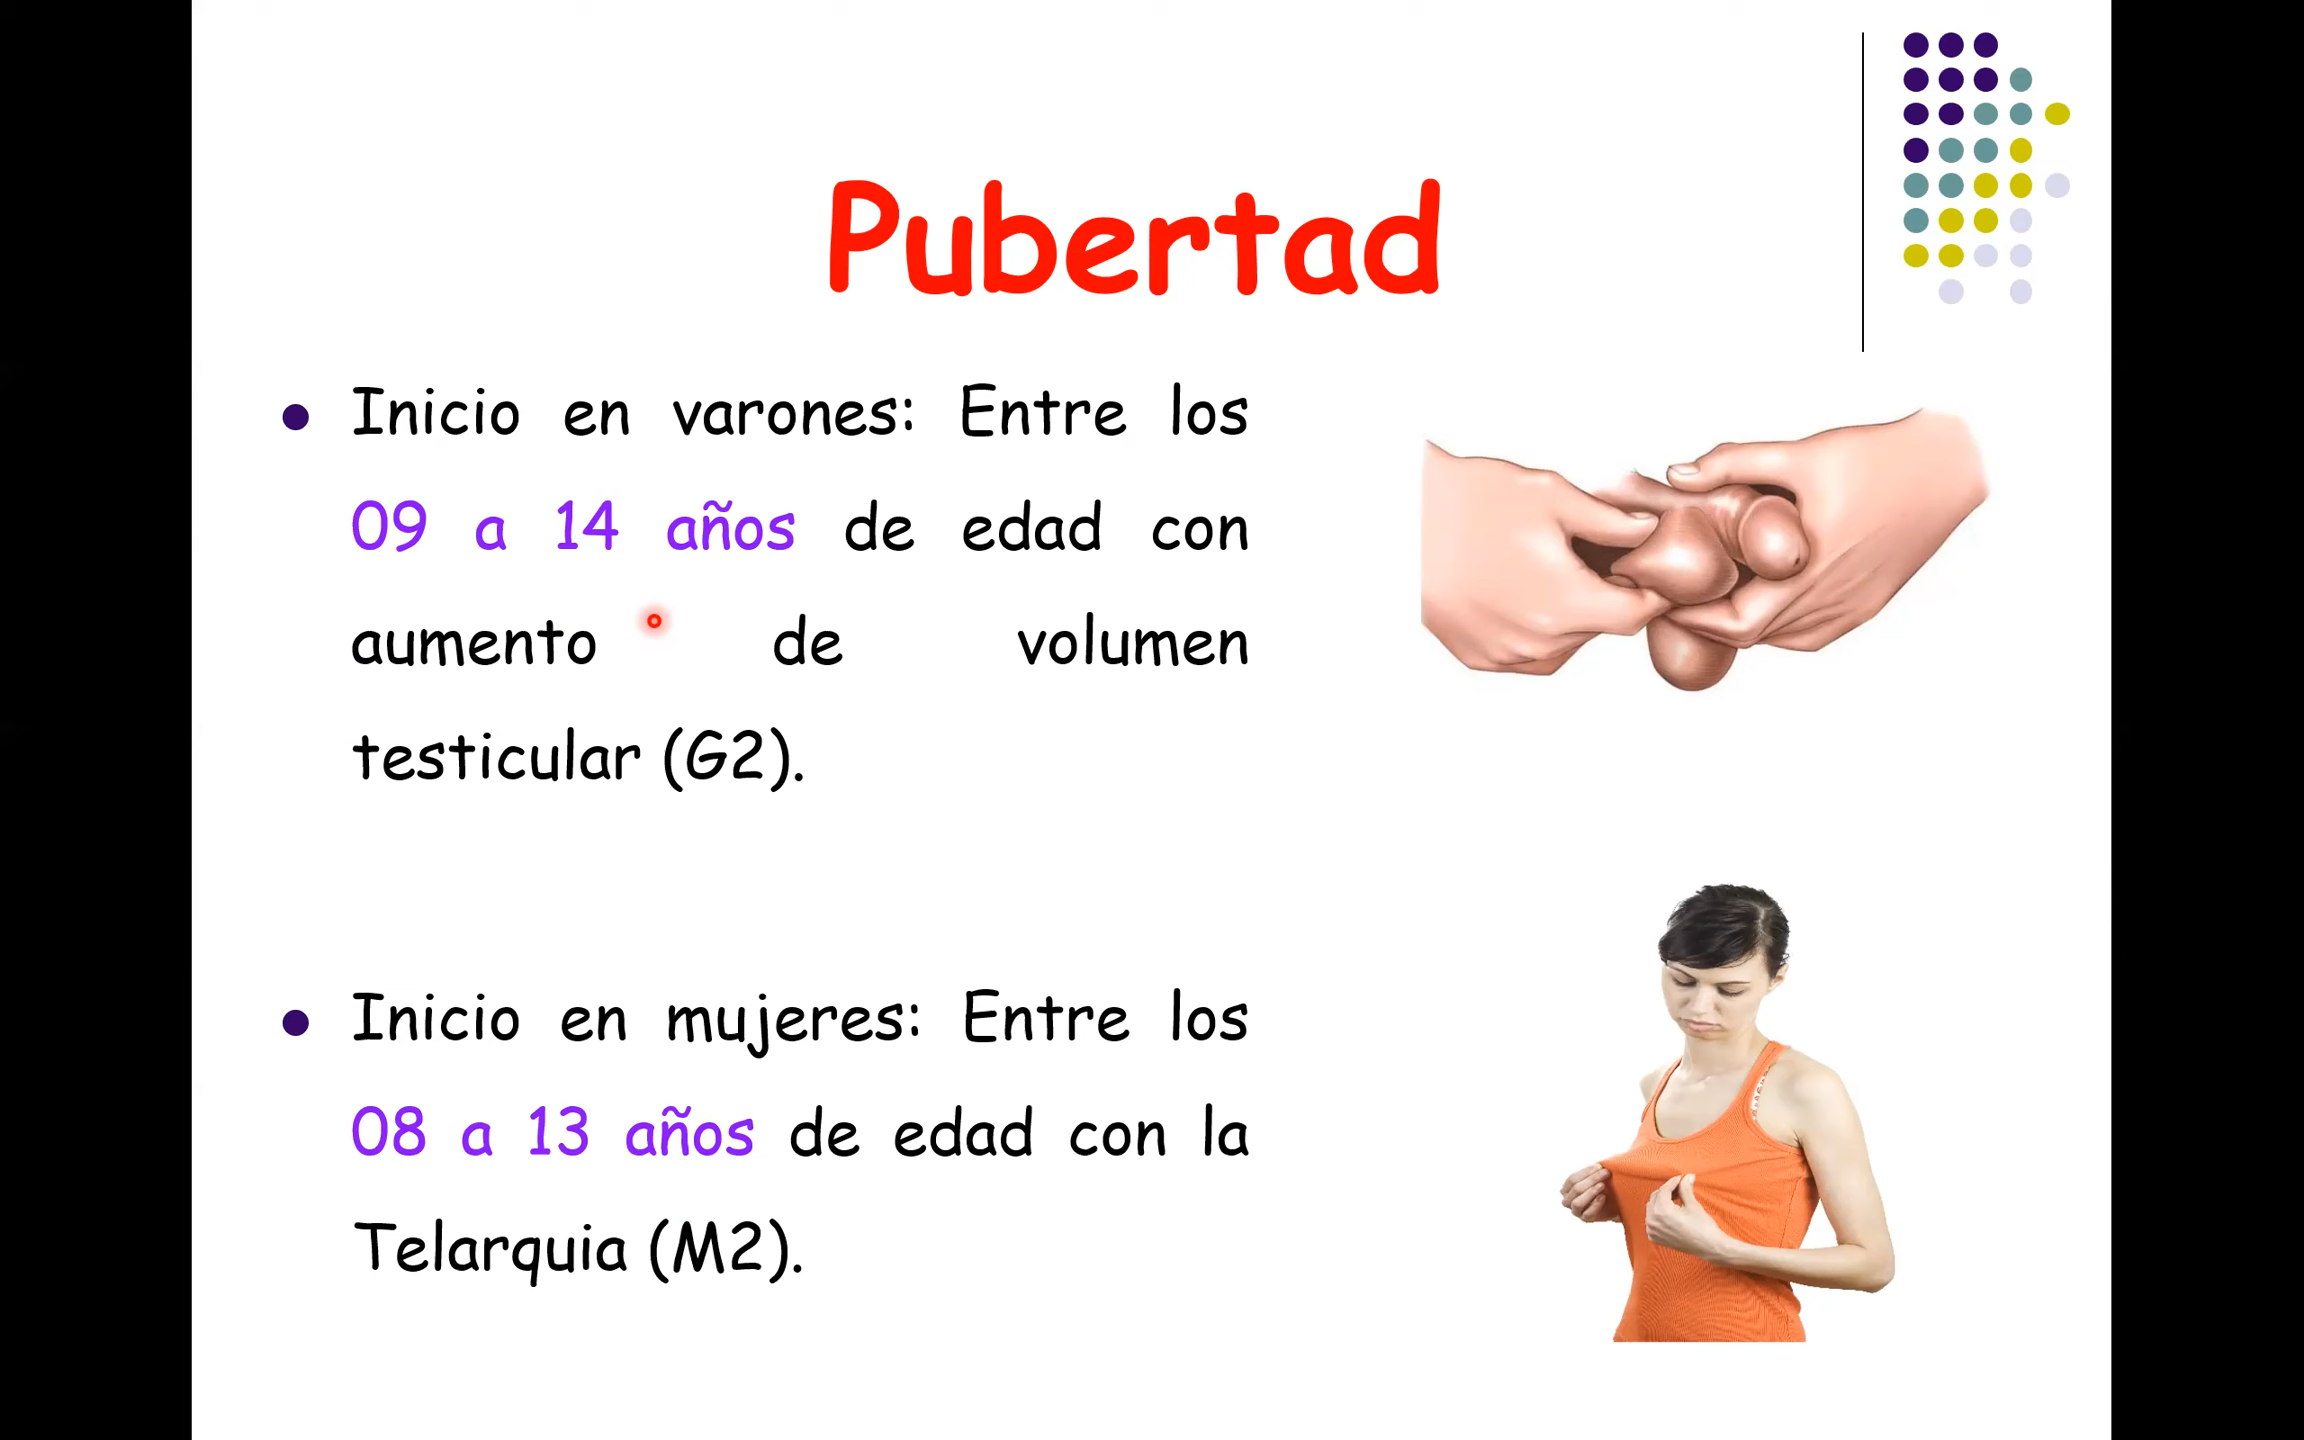 Pubertad
Inicio en varones: Entre los
09 a 14 años de edad con
aumento de volumen
testicular (G2).
Inicio en mujeres: Entre los
08 a 13 años de edad con la
Telarquia (M2).